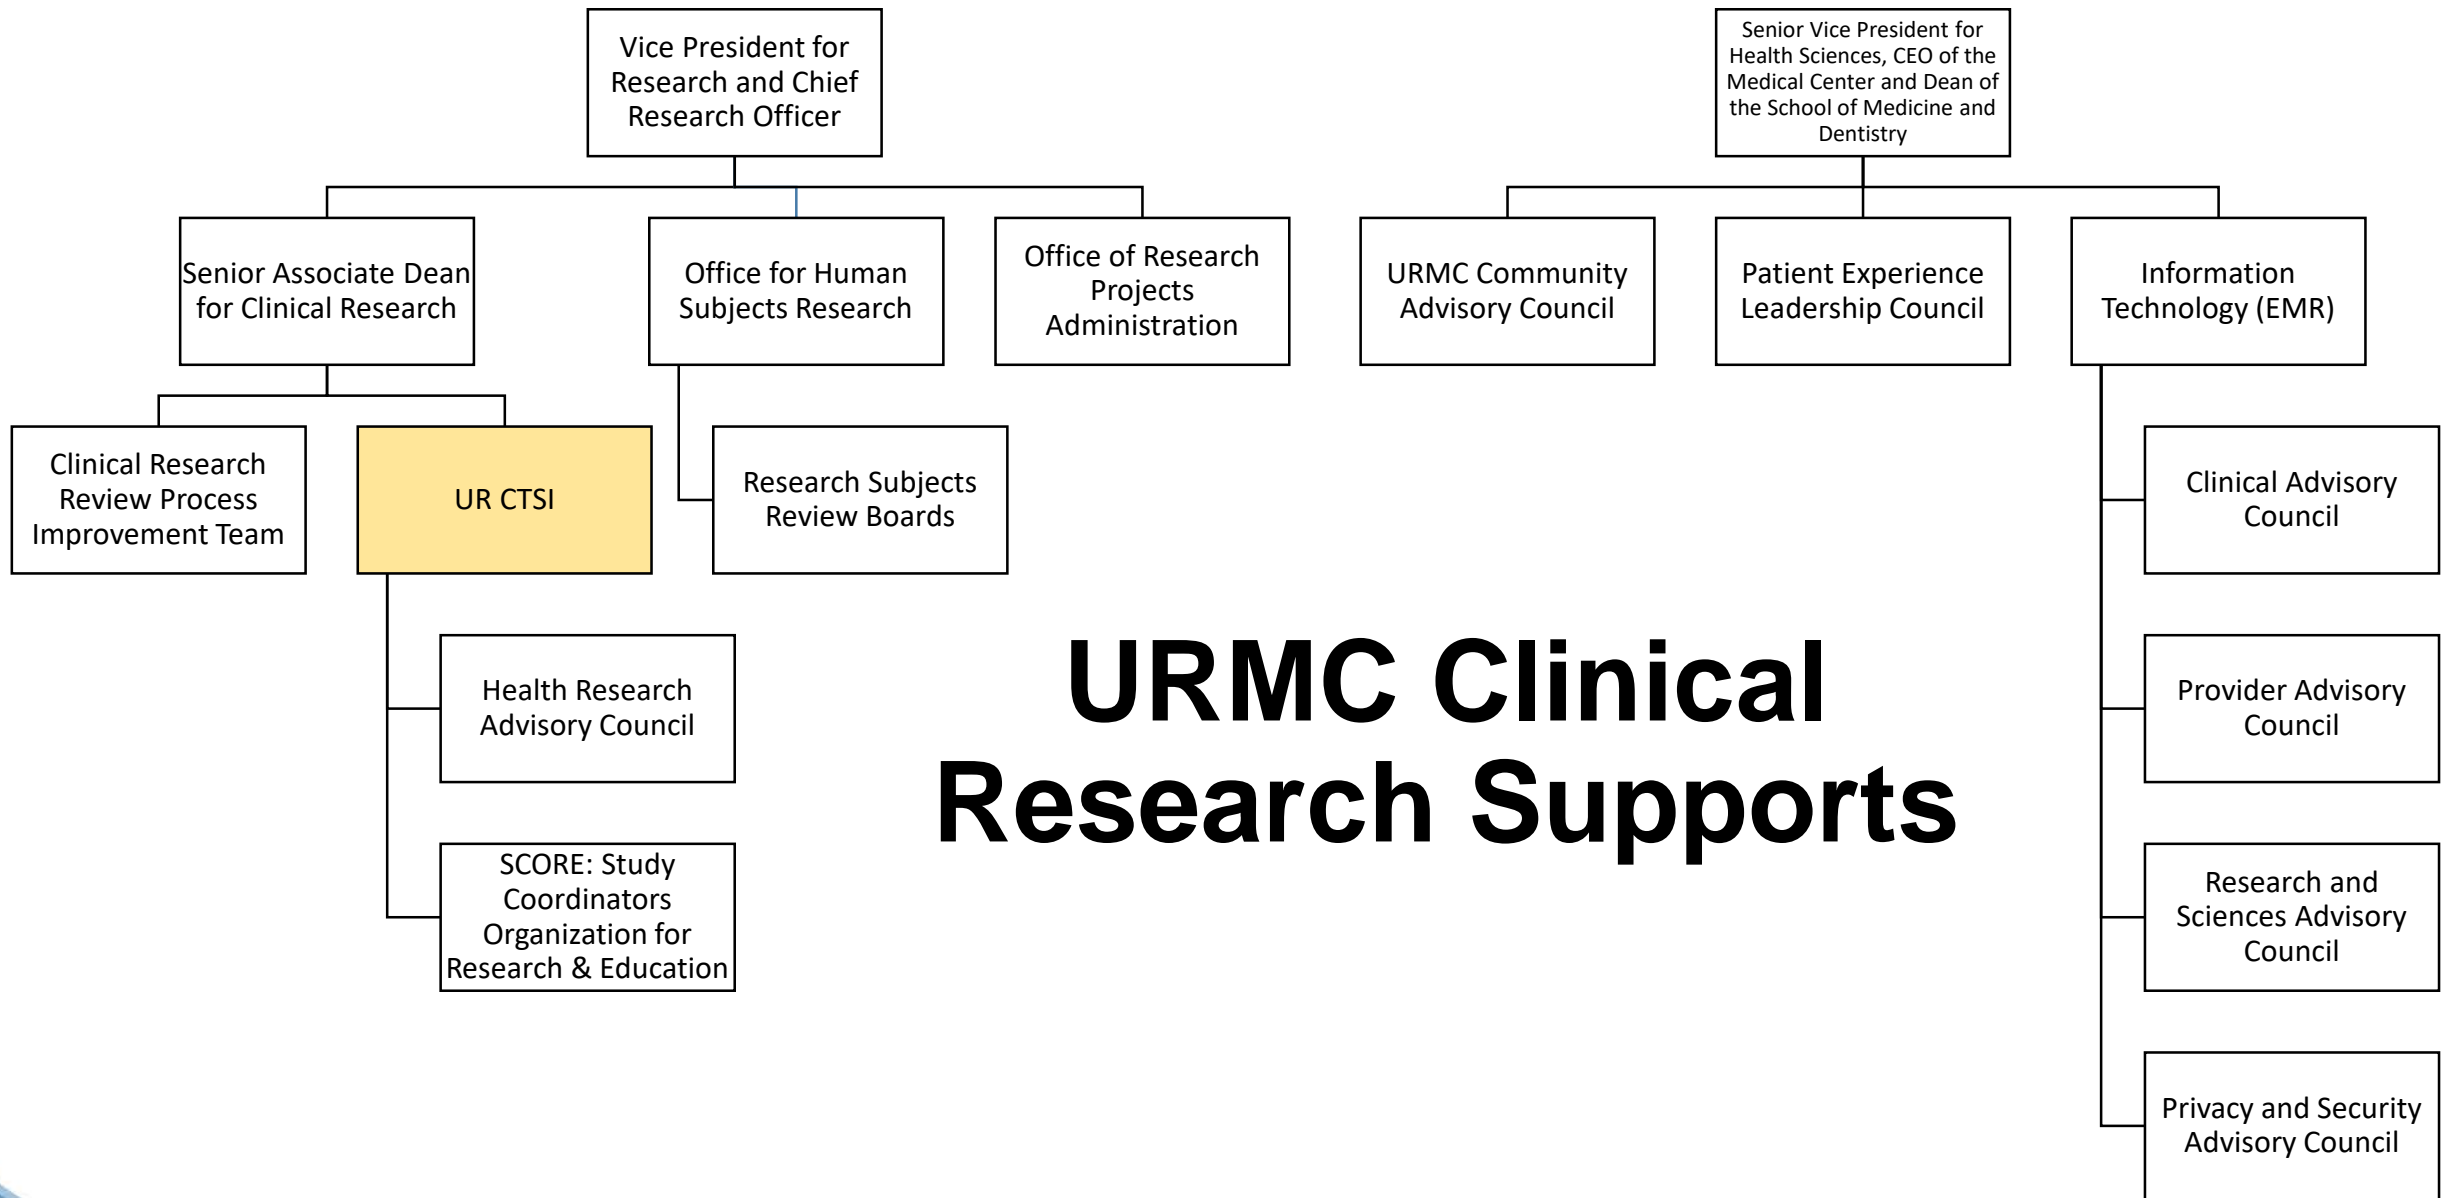 Vice President for
Research and Chief
Research Officer
Senior Vice President for
Health Sciences, CEO of the
Medical Center and Dean of
the School of Medicine and
Dentistry
Senior Associate Dean
for Clinical Research
Office for Human
Subjects Research
Office of Research
Projects
Administration
URMC Community
Advisory Council
Patient Experience
Leadership Council
Information
Technology (EMR)
Clinical Research
Review Process
Improvement Team
UR CTSI
Research Subjects
Review Boards
Clinical Advisory
Council
Health Research
Advisory Council
URMC Clinical
Research Supports
Provider Advisory
Council
SCORE: Study
Coordinators
Organization for
Research & Education
Research and
Sciences Advisory
Council
Privacy and Security
Advisory Council